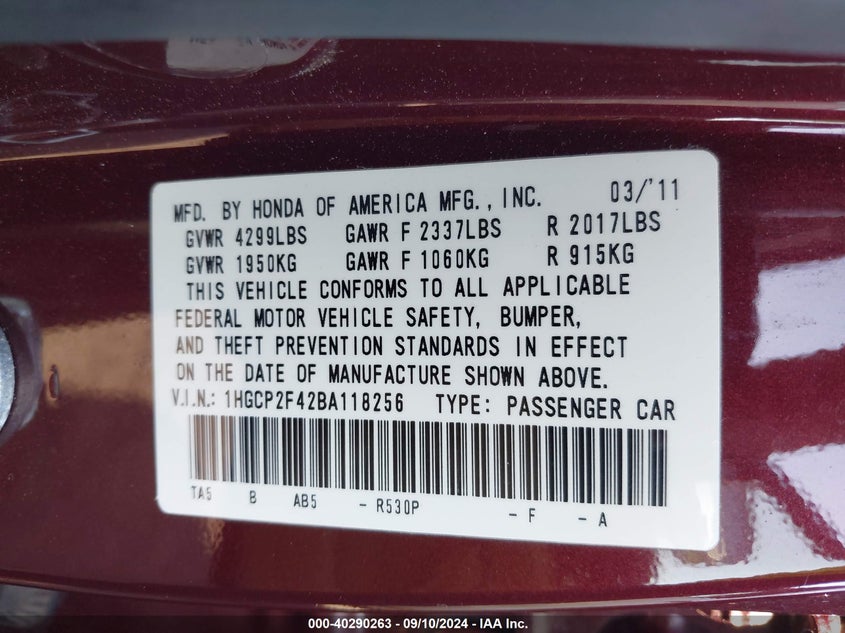 MFD. BY HONDA OF AMERICA MFG., INC. 03/'11
GVWR 4299LBS GAWR F 2337LBS R 2017LBS
GVWR 1950KG GAWR F 1060KG R 915KG
THIS VEHICLE CONFORMS TO ALL APPLICABLE
FEDERAL MOTOR VEHICLE SAFETY, BUMPER,
AND THEFT PREVENTION STANDARDS IN EFFECT
ON THE DATE OF MANUFACTURE SHOWN ABOVE.
V.I.N.: 1HGCP2F42BA118256 TYPE: PASSENGER CAR
TA5 B AB5 - R530P - F - A
000-40290263 - 09/10/2024 - IAA Inc.